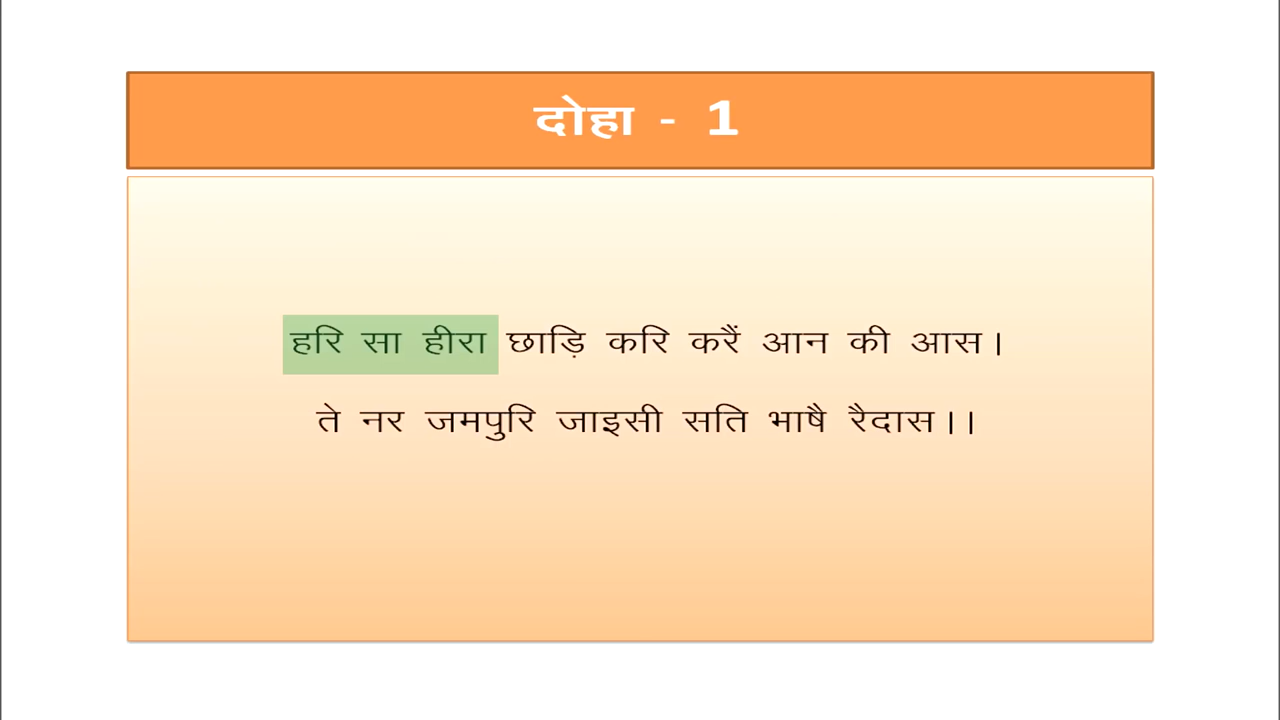 दोहा - 1
हरि सा हीरा छाड़ि करि करैं आन की आस।
ते नर जमपुरि जाइसी सति भाषै रैदास।।